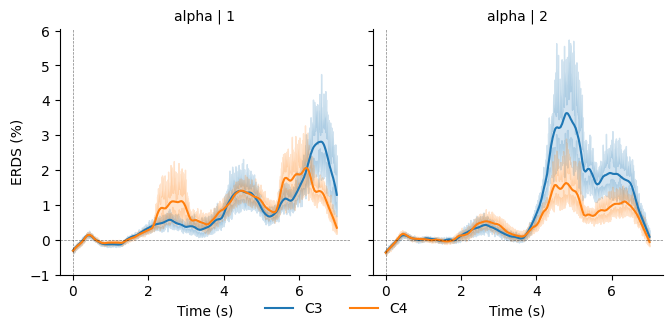 alpha | 1
alpha | 2
ERDS (%)
6
5
4
3
2
1
0
−1
0 2 4 6
0 2 4 6
Time (s)
Time (s)
C3 C4